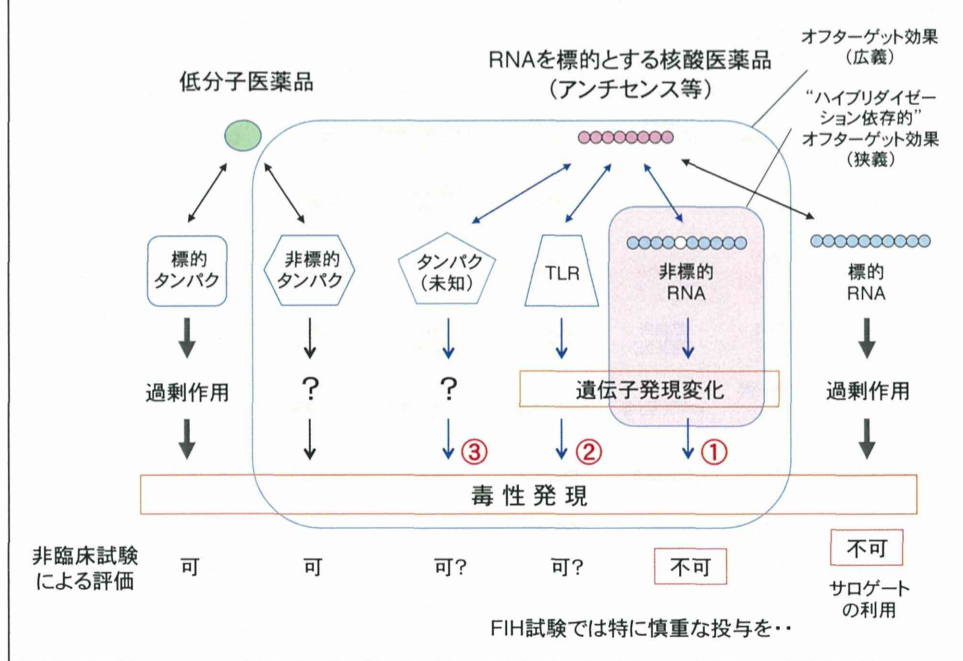 オフターゲット効果
(広義)
RNAを標的とする核酸医薬品
(アンチセンス等)
低分子医薬品
“ハイブリダイゼー
ション依存的”
オフターゲット効果
(狭義)
標的
タンパク
非標的
タンパク
タンパク
(未知)
TLR
非標的
RNA
標的
RNA
過剰作用
?
?
遺伝子発現変化
過剰作用
③
②
①
毒性発現
非臨床試験
による評価
可
可
可?
可?
不可
不可
サロゲート
の利用
FIH試験では特に慎重な投与を・・